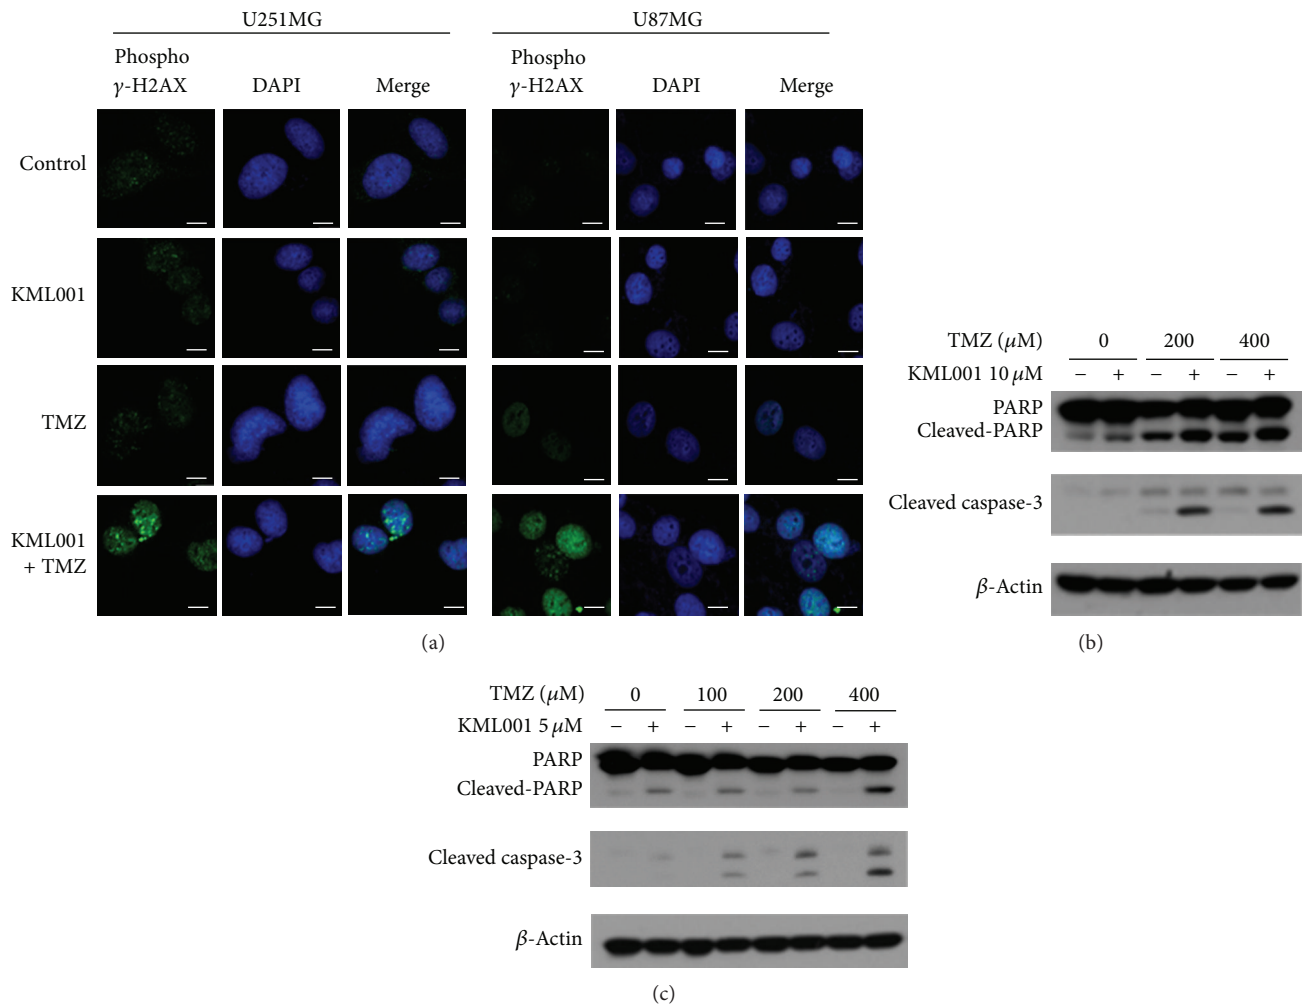 U251MG
U87MG
Phospho
γ-H2AX
DAPI
Merge
Phospho
γ-H2AX
DAPI
Merge
Control
KML001
TMZ
KML001
+ TMZ
(a)
TMZ (μM) 0 200 400
KML001 10 μM − + − + − +
PARP
Cleaved-PARP
Cleaved caspase-3
β-Actin
(b)
TMZ (μM) 0 100 200 400
KML001 5 μM − + − + − + − +
PARP
Cleaved-PARP
Cleaved caspase-3
β-Actin
(c)